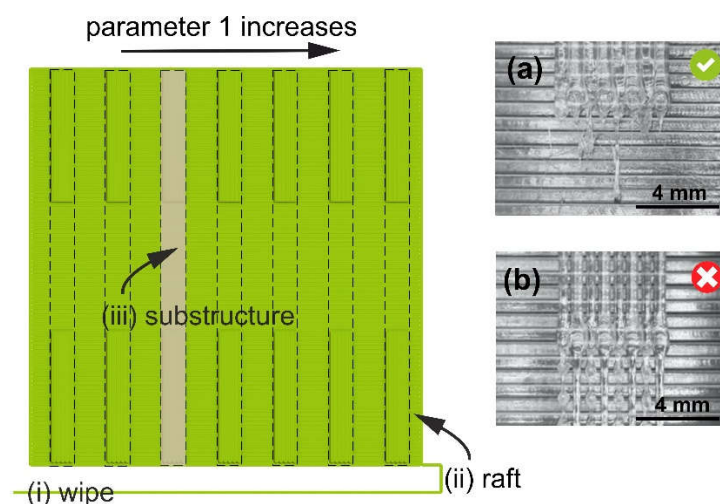 parameter 1 increases
(a)
4 mm
(iii) substructure
(b)
4 mm
(ii) raft
(i) wipe